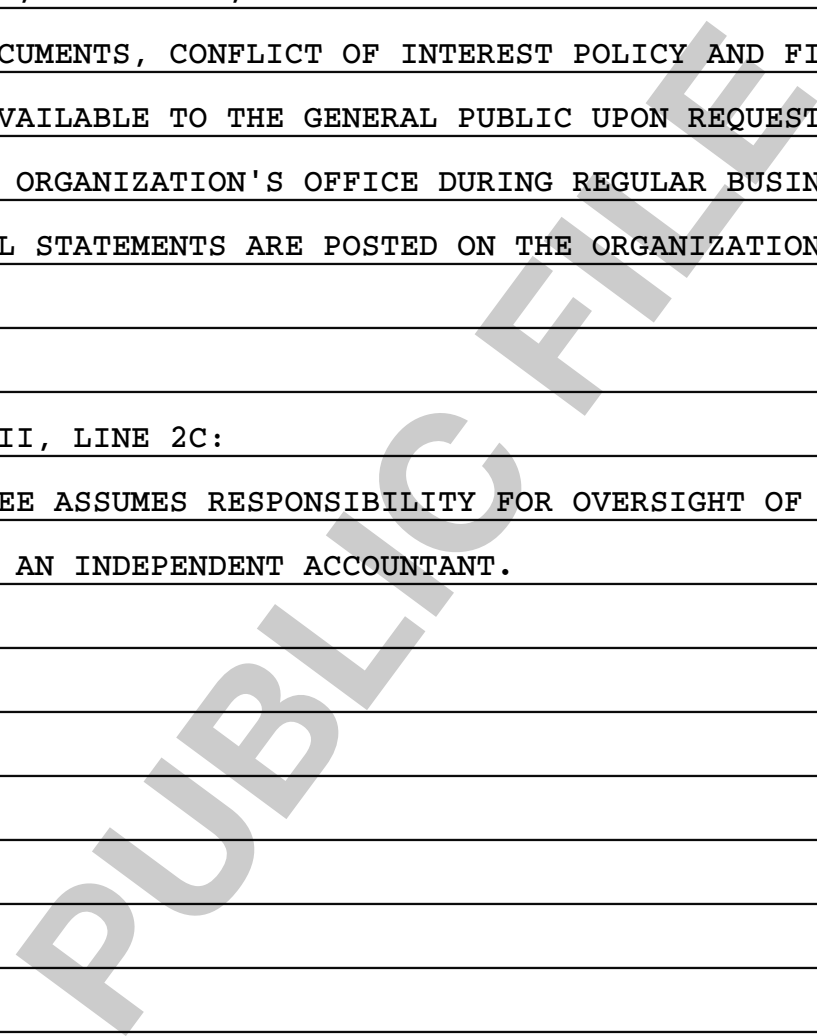 CUMENTS, CONFLICT OF INTEREST POLICY AND FI
VAILABLE TO THE GENERAL PUBLIC UPON REQUEST
ORGANIZATION'S OFFICE DURING REGULAR BUSIN
L STATEMENTS ARE POSTED ON THE ORGANIZATION
II, LINE 2C:
EE ASSUMES RESPONSIBILITY FOR OVERSIGHT OF
AN INDEPENDENT ACCOUNTANT.
PUBLIC FILE